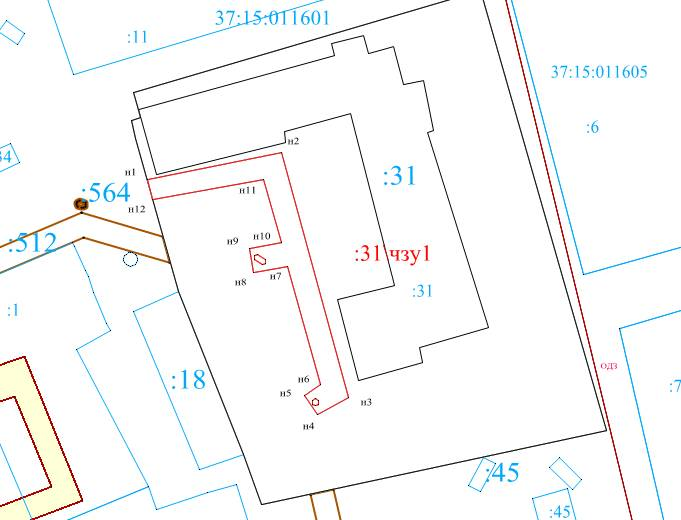 37:15:011601
:11
37:15:011605
:6
н2
34
н1
:31
:564
н11
н12
н10
н9
:512
:31 чзу1
н7
н8
:31
:1
одз
н6
:18
н5
:7
н3
н4
:45
:45